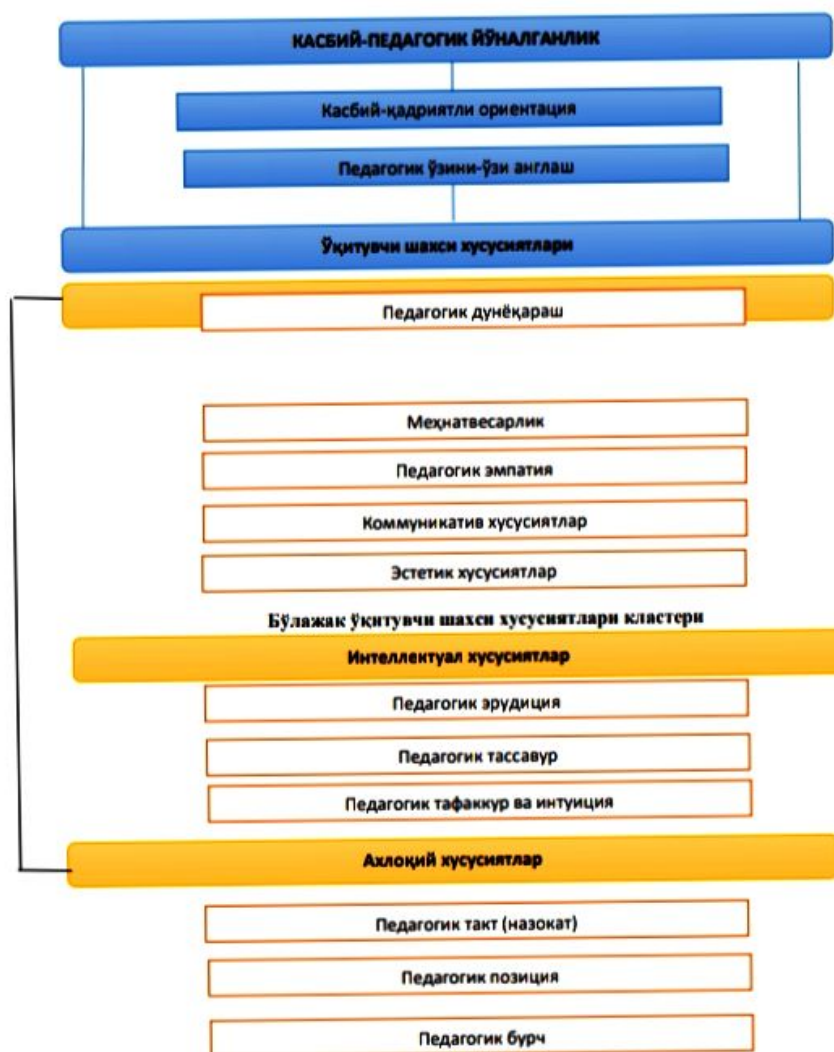 КАСБИЙ-ПЕДАГОГИК ЙЎНАЛГАНЛИК
Касбий-қадриятли ориентация
Педагогик ўзини-ўзи англаш
Ўқитувчи шахси хусусиятлари
Педагогик дунёқараш
Меҳнатвесарлик
Педагогик эмпатия
Коммуникатив хусусиятлар
Эстетик хусусиятлар
Бўлажак ўқитувчи шахси хусусиятлари кластери
Интеллектуал хусусиятлар
Педагогик эрудиция
Педагогик тассавур
Педагогик тафаккур ва интуиция
Ахлоқий хусусиятлар
Педагогик такт (назокат)
Педагогик позиция
Педагогик бурч